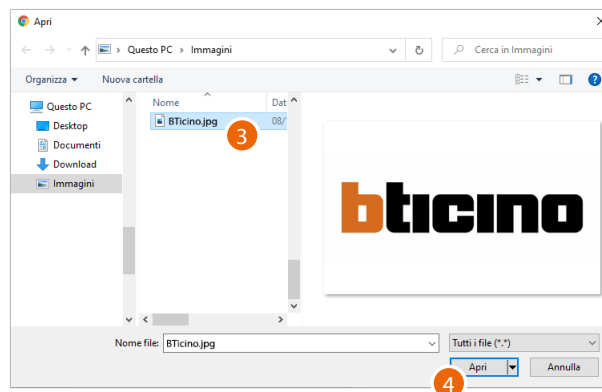 Apri
Questo PC > Immagini
Cerca in Immagini
Organizza
Nuova cartella
Questo PC
Desktop
Documenti
Download
Immagini
Nome
Dat
BTicino.jpg
08/
3
bticino
Nome file:
BTicino.jpg
Tutti i file (*.*)
Apri
Annulla
4